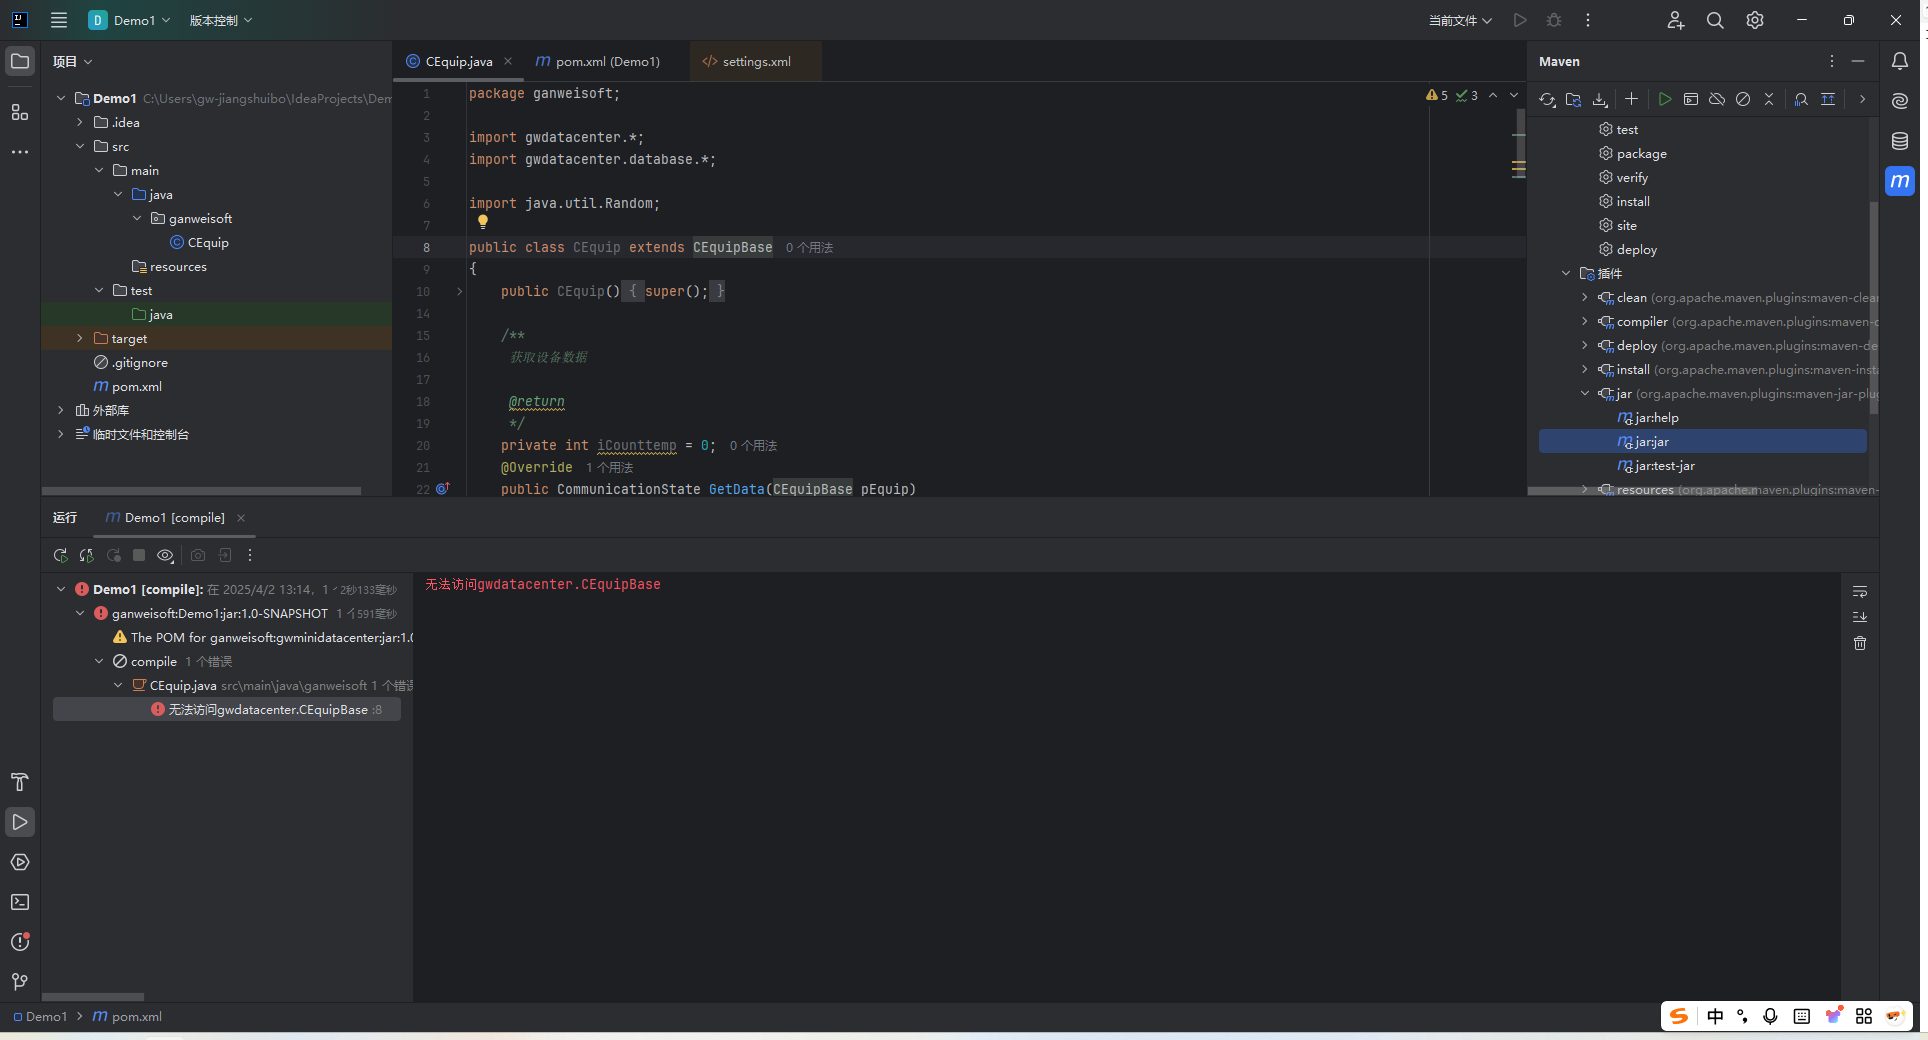 D Demo1 版本控制 当前文件
项目
Demo1 C:\Users\gw-jiangshuibo\IdeaProjects\Dem
.idea
src
main
java
ganweisoft
CEquip
resources
test
java
target
.gitignore
pom.xml
外部库
临时文件和控制台
CEquip.java
pom.xml (Demo1)
settings.xml
5 3
1 package ganweisoft;
2
3 import gwdatacenter.*;
4 import gwdatacenter.database.*;
5
6 import java.util.Random;
7
8 public class CEquip extends CEquipBase 0 个用法
9 {
10 public CEquip() { super(); }
14
15 /**
16 获取设备数据
17
18 @return
19 */
20 private int iCounttemp = 0; 0 个用法
21 @Override 1 个用法
22 public CommunicationState GetData(CEquipBase pEquip)
Maven
test
package
verify
install
site
deploy
插件
clean (org.apache.maven.plugins:maven-clear
compiler (org.apache.maven.plugins:maven-c
deploy (org.apache.maven.plugins:maven-de
install (org.apache.maven.plugins:maven-insta
jar (org.apache.maven.plugins:maven-jar-plug
jar:help
jar:jar
jar:test-jar
resources (org.apache.maven.plugins:maven-
运行 Demo1 [compile]
Demo1 [compile]: 在 2025/4/2 13:14，1 2秒133毫秒
ganweisoft:Demo1:jar:1.0-SNAPSHOT 1 个591毫秒
The POM for ganweisoft:gwminidatacenter:jar:1.0
compile 1 个错误
CEquip.java src\main\java\ganweisoft 1 个错误
无法访问gwdatacenter.CEquipBase :8
无法访问gwdatacenter.CEquipBase
Demo1 > pom.xml
中